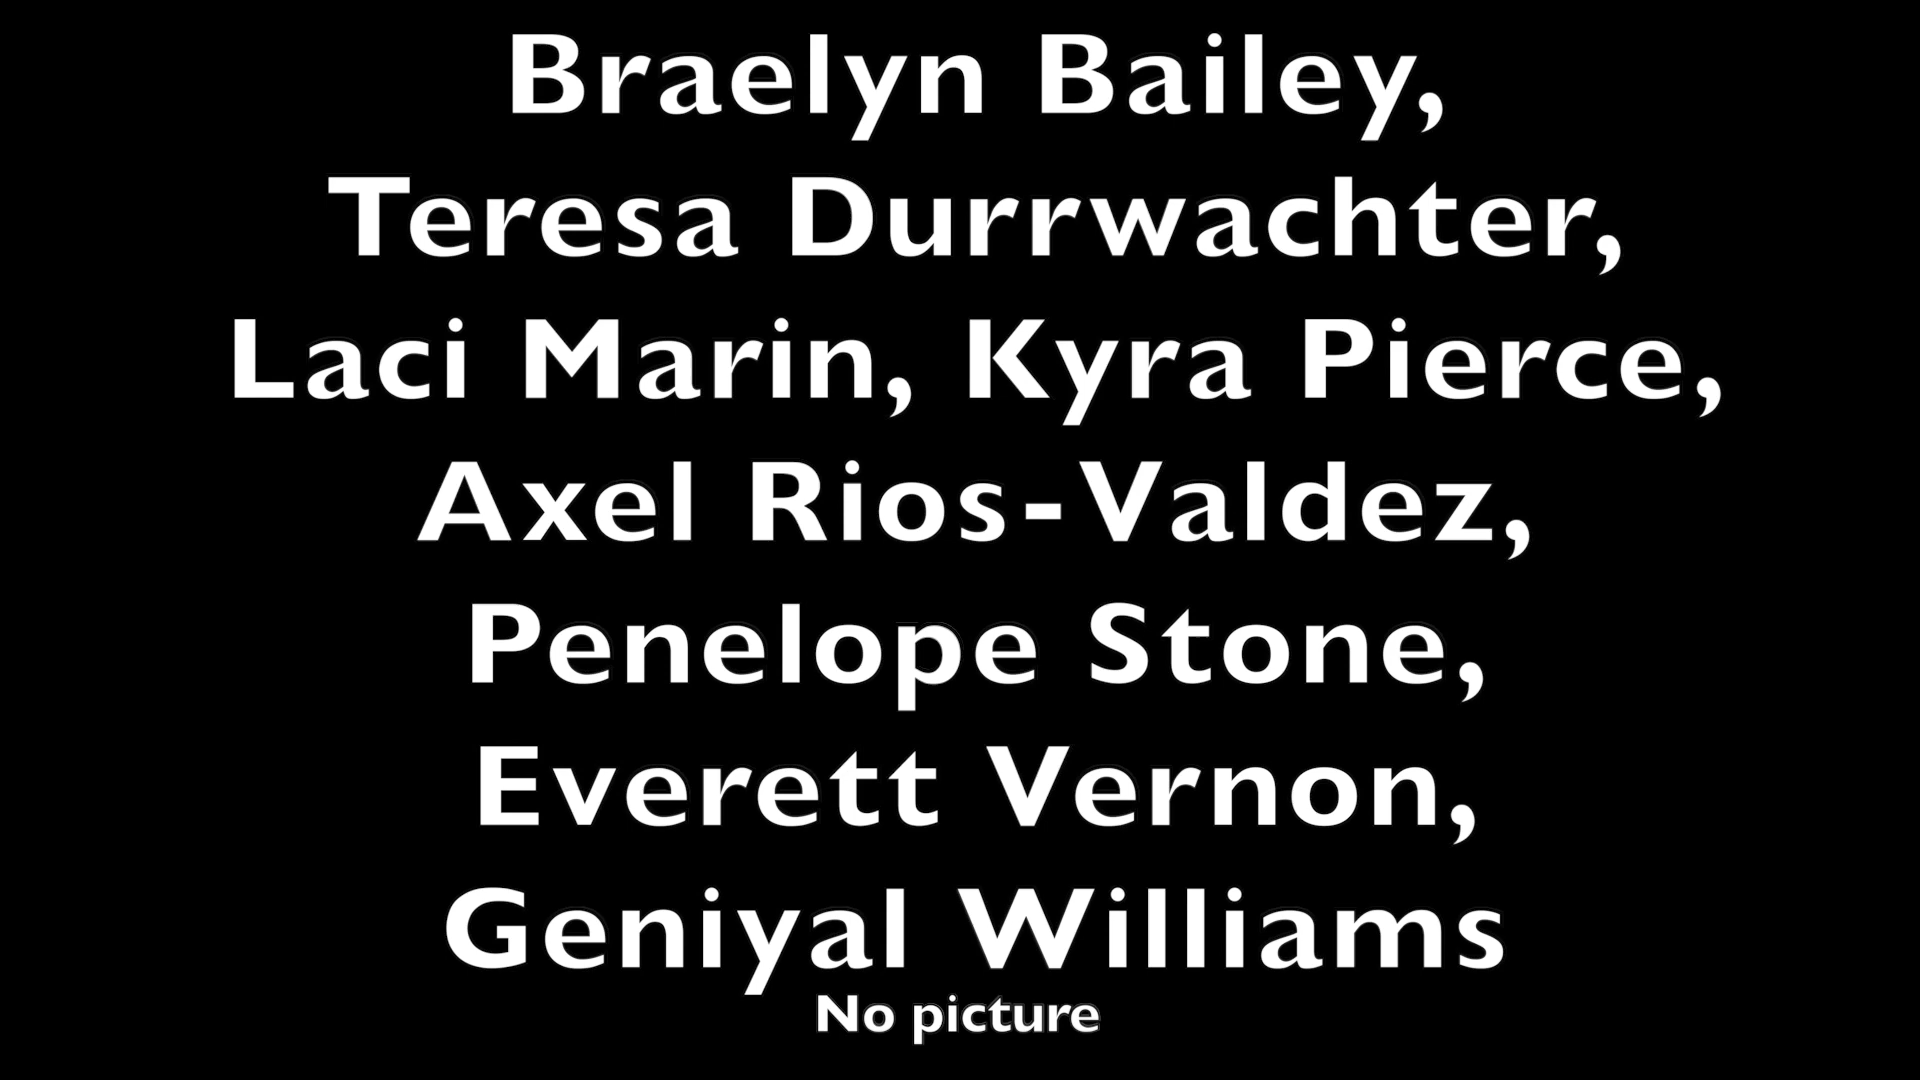 Braelyn Bailey,
Teresa Durrwachter,
Laci Marin, Kyra Pierce,
Axel Rios-Valdez,
Penelope Stone,
Everett Vernon,
Geniyal Williams
No picture